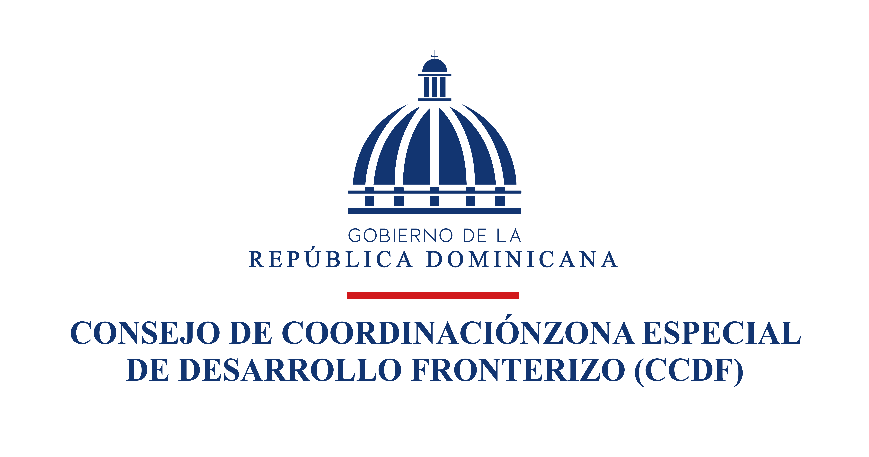 GOBIERNO DE LA
REPÚBLICA DOMINICANA
CONSEJO DE COORDINACIÓNZONA ESPECIAL
DE DESARROLLO FRONTERIZO (CCDF)